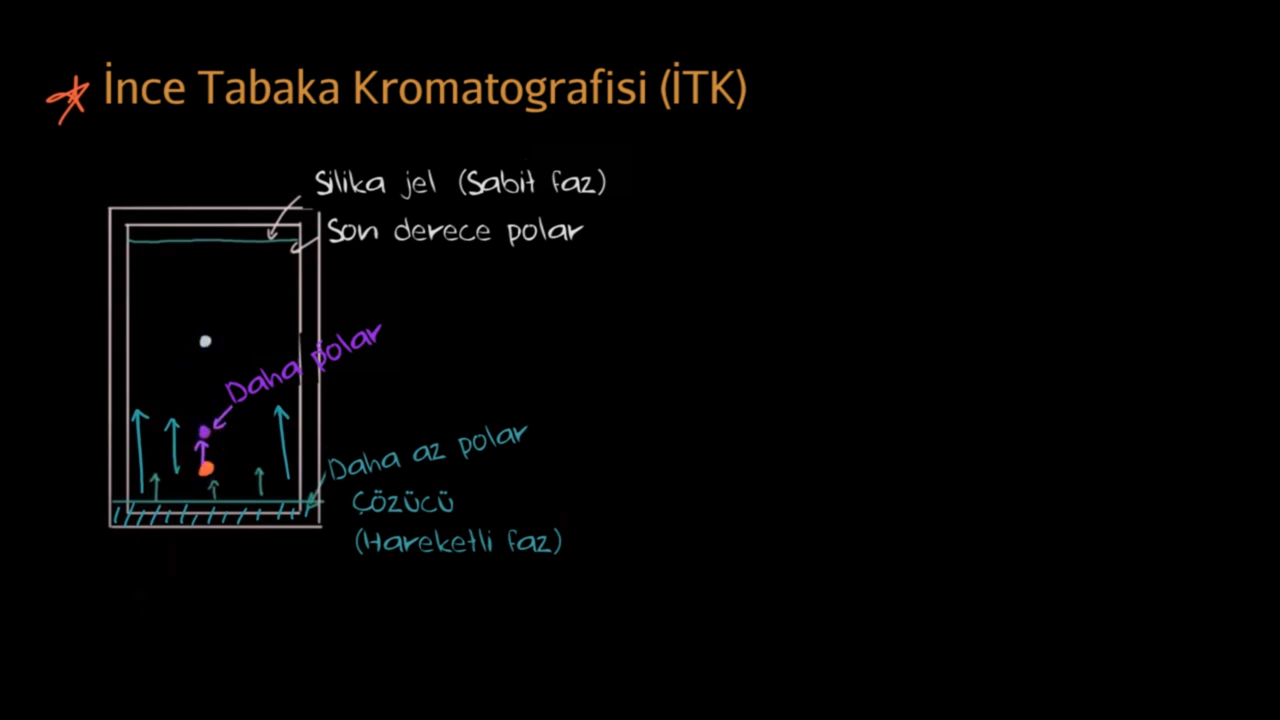 İnce Tabaka Kromatografisi (İTK)
Silika jel (Sabit faz)
Son derece polar
Daha polar
Daha az polar
Çözücü
(Hareketli faz)